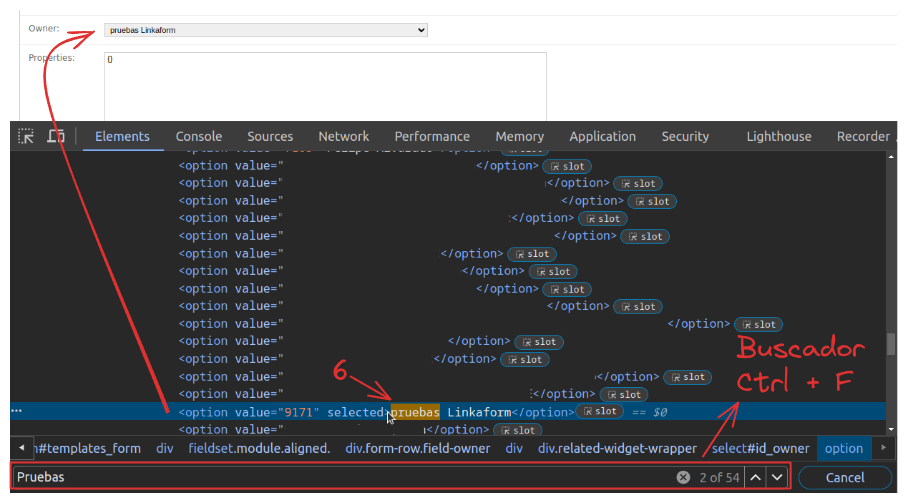 Owner:
pruebas Linkaform
Properties:
{}
Elements Console Sources Network Performance Memory Application Security Lighthouse Recorder
</option> slot
<option value=" </option> slot
<option value=" </option> slot
<option value=" </option> slot
<option value=" </option> slot
<option value=" </option> slot
<option value=" </option> slot
<option value=" </option> slot
<option value=" </option> slot
<option value=" </option> slot
<option value=" </option> slot
<option value=" </option> slot
<option value=" </option> slot
<option value=" </option> slot
Buscador
Ctrl + F
6
<option value="9171" selected>pruebas Linkaform</option> slot == $0
<option value=" </option> slot
m#templates_form div fieldset.module.aligned. div.form-row.field-owner div div.related-widget-wrapper select#id_owner option
Pruebas 2 of 54 Cancel